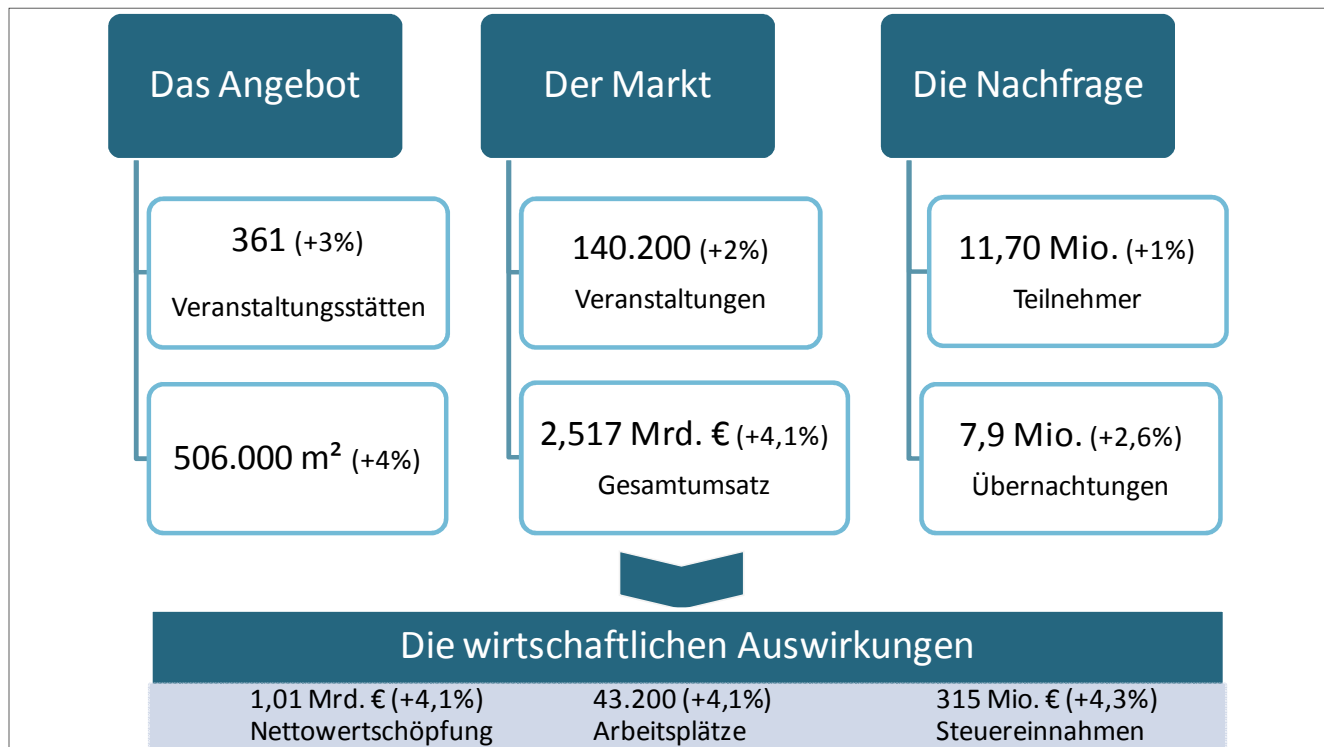 Das Angebot
361 (+3%)
Veranstaltungsstätten
506.000 m² (+4%)
Der Markt
140.200 (+2%)
Veranstaltungen
2,517 Mrd. € (+4,1%)
Gesamtumsatz
Die Nachfrage
11,70 Mio. (+1%)
Teilnehmer
7,9 Mio. (+2,6%)
Übernachtungen
Die wirtschaftlichen Auswirkungen
1,01 Mrd. € (+4,1%)
Nettowertschöpfung
43.200 (+4,1%)
Arbeitsplätze
315 Mio. € (+4,3%)
Steuereinnahmen